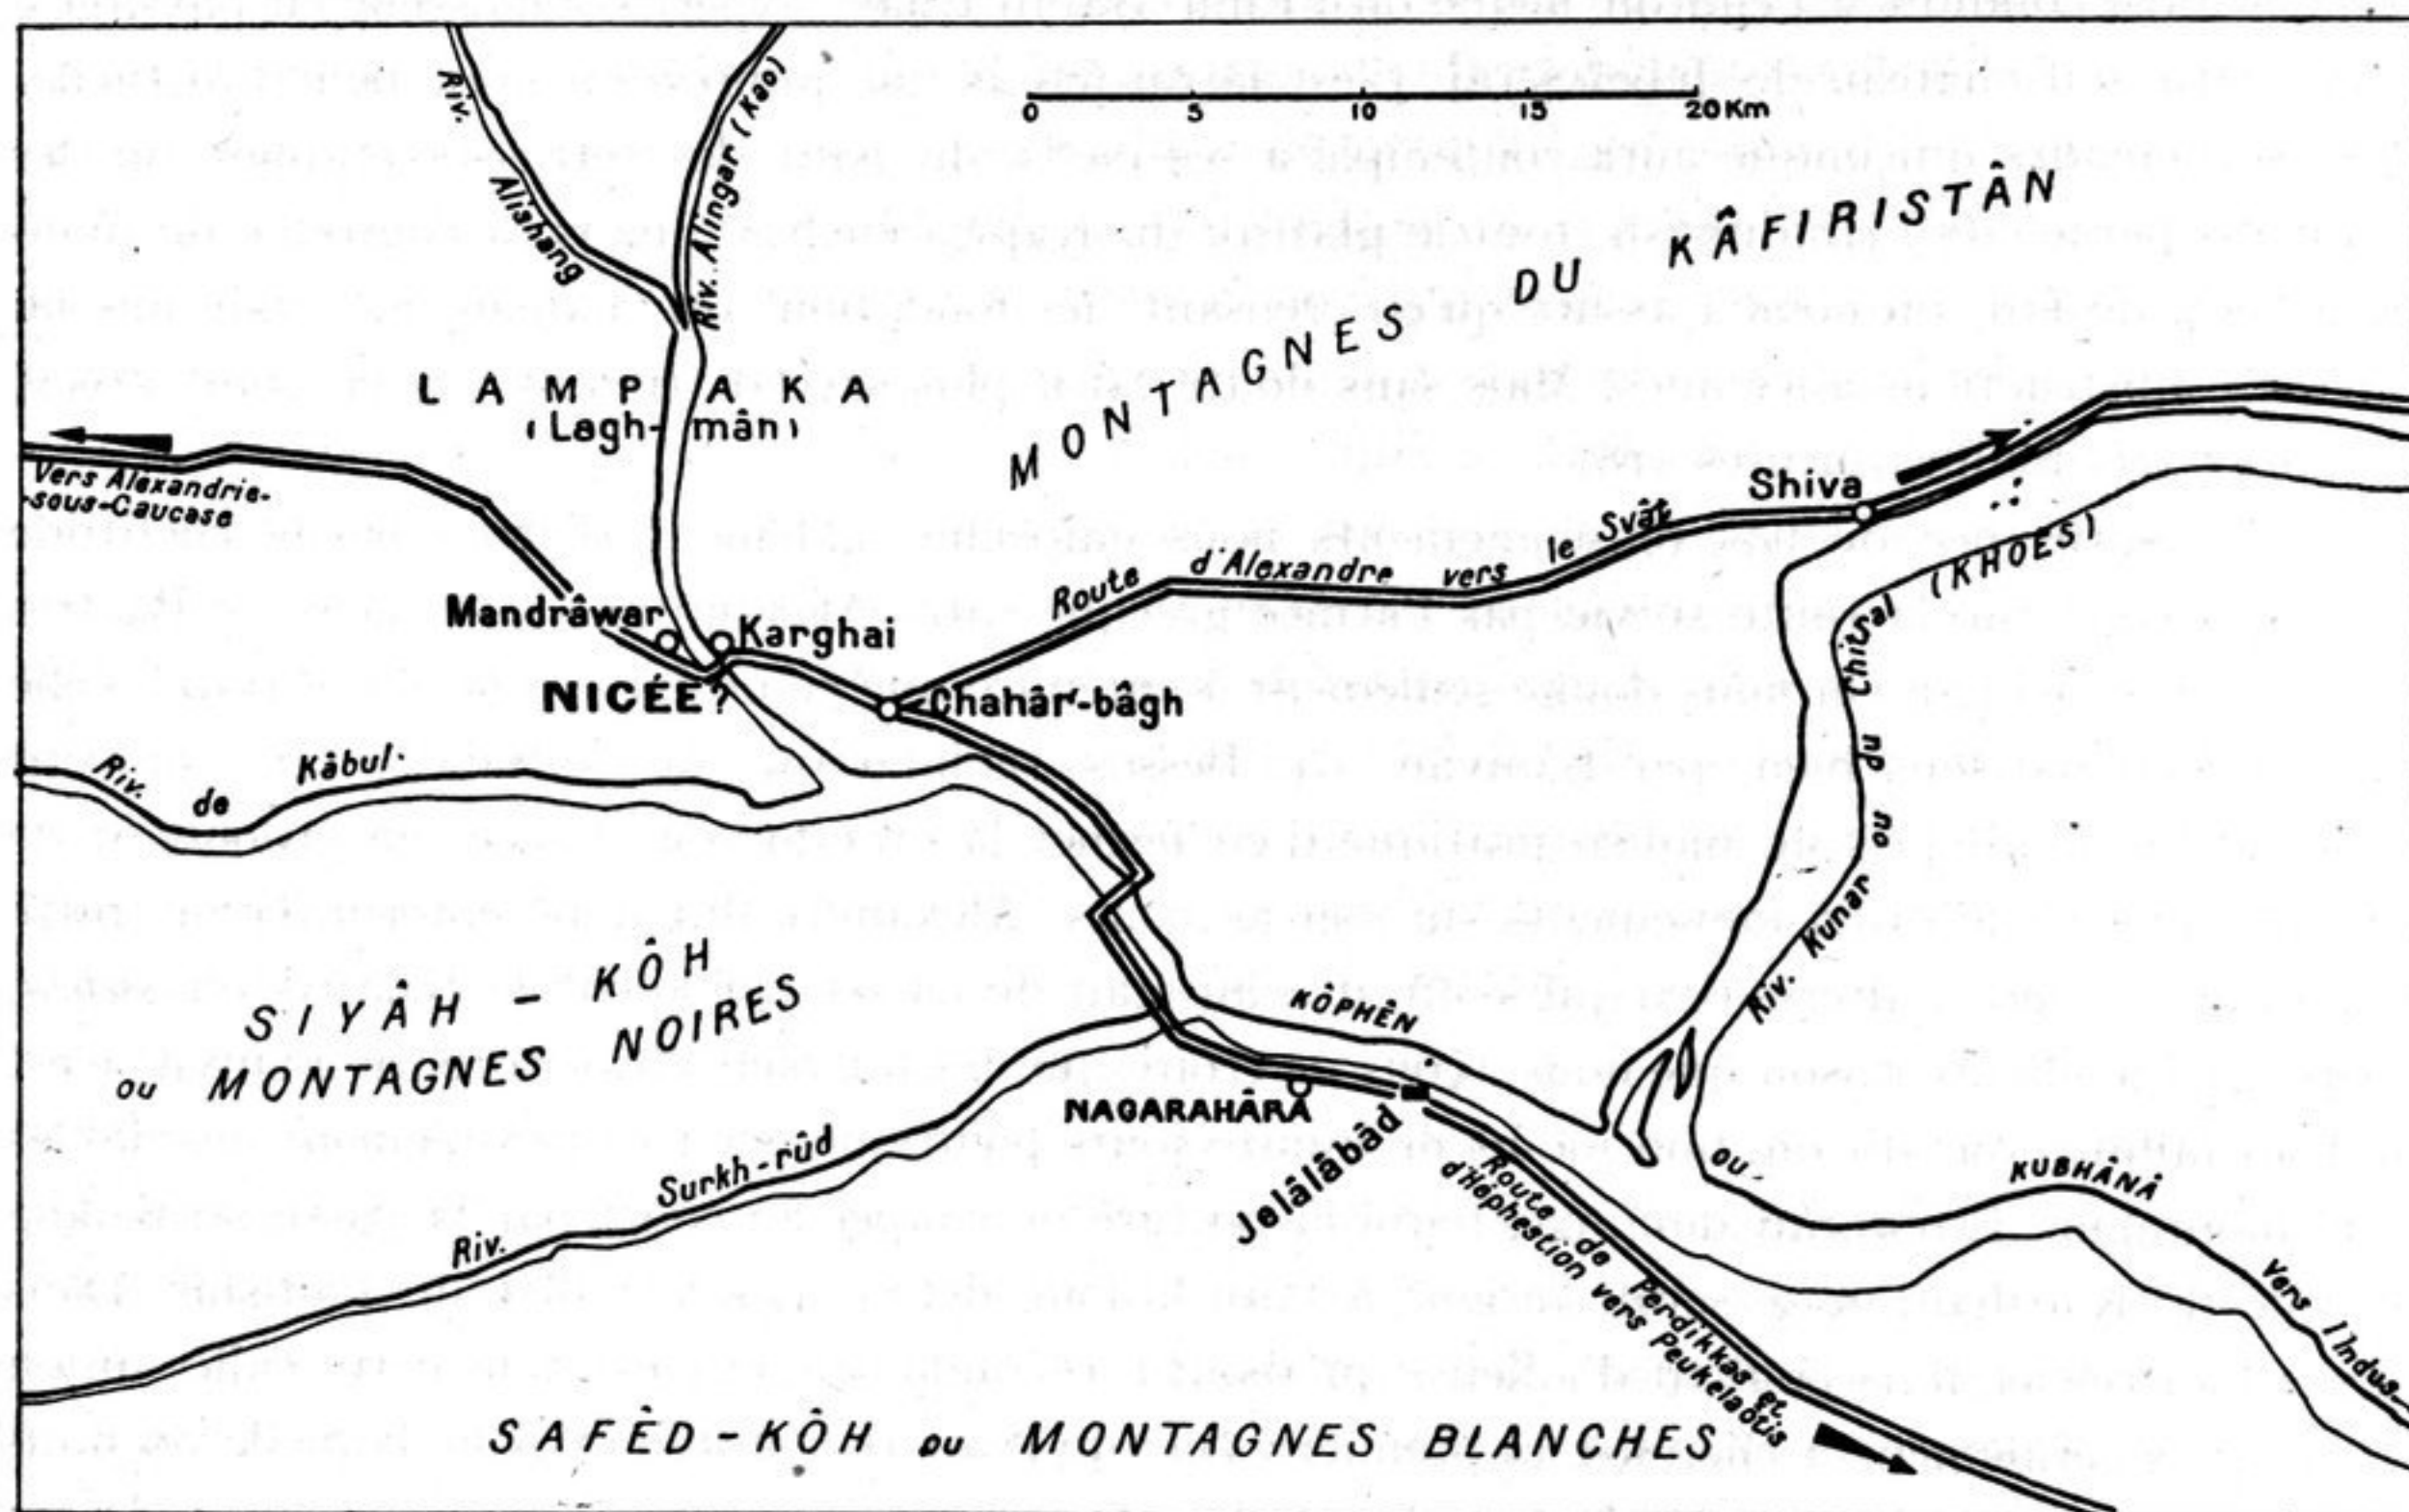 Riv. Alishang
Riv. Alingar (Kao)
0 5 10 15 20 Km
MONTAGNES DU KÂFIRISTÂN
LAMPAKA
(Lagh-mân)
Vers Alexandrie-
sous-Caucase
Shiva
Route d'Alexandre vers le Svât
Riv. Kunar ou du Chitral (KHOES)
Mandrâwar
Karghai
NICÉE?
Chahâr-bâgh
Riv. de Kâbul
SIYÂH-KÔH
ou MONTAGNES NOIRES
KÔPHÊN ou KUBHÂNÂ
NAGARAHÂRA
Jelâlâbâd
Riv. Surkh-rûd
Route de Perdikkas et
d'Héphestion vers Peukelaôtis
Vers l'Indus
SAFÈD-KÔH ou MONTAGNES BLANCHES